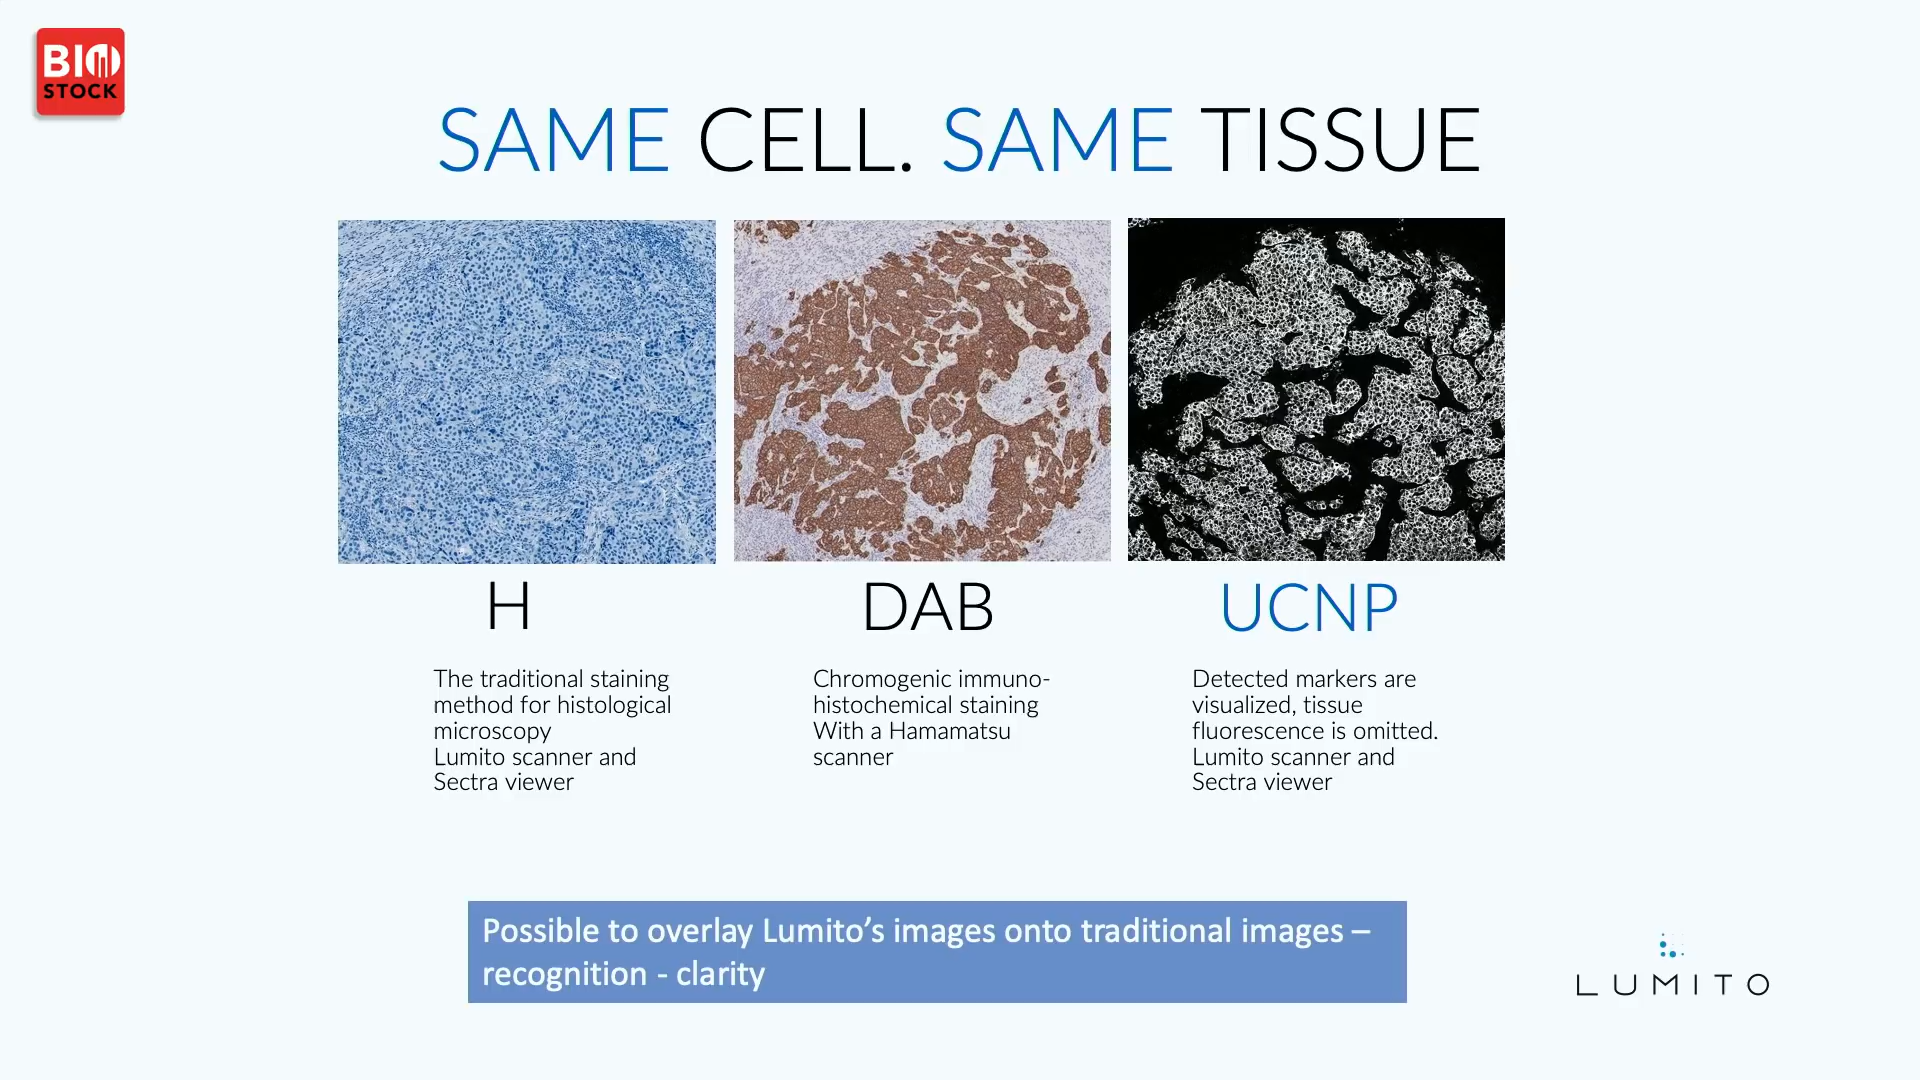 BIO
STOCK
SAME CELL. SAME TISSUE
H
The traditional staining
method for histological
microscopy
Lumito scanner and
Sectra viewer
DAB
Chromogenic immuno-
histochemical staining
With a Hamamatsu
scanner
UCNP
Detected markers are
visualized, tissue
fluorescence is omitted.
Lumito scanner and
Sectra viewer
Possible to overlay Lumito’s images onto traditional images –
recognition - clarity
LUMITO